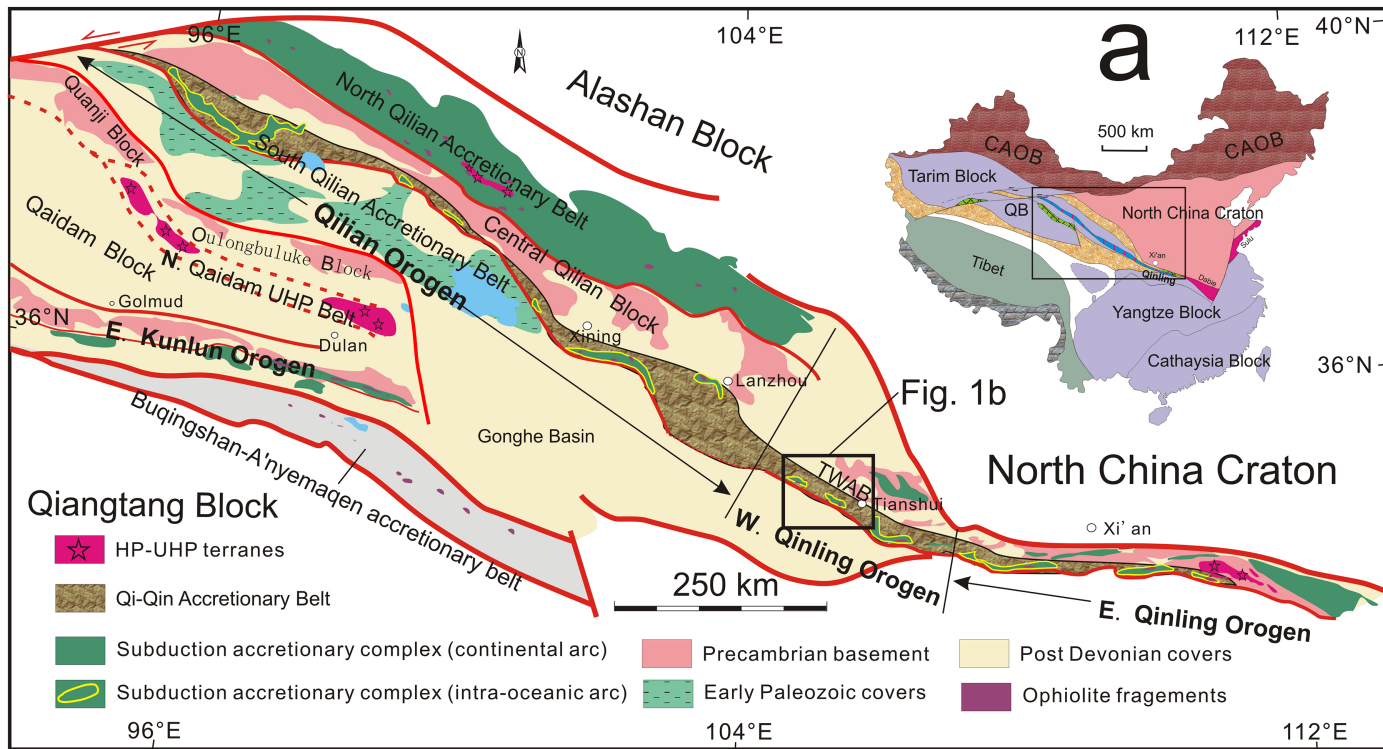 96°E
104°E
112°E
40°N
a
Alashan Block
North Qilian Accretionary Belt
Quanji Block
South Qilian Accretionary Belt
Central Qilian Block
Qilian Orogen
Qaidam Block
Oulongbuluke Block
N. Qaidam UHP Belt
Golmud
36°N
Dulan
E. Kunlun Orogen
Xining
Lanzhou
Buqingshan-A'nyemaqen accretionary belt
Gonghe Basin
Fig. 1b
TWAB
Tianshui
W. Qinling Orogen
E. Qinling Orogen
North China Craton
Xi' an
250 km
500 km
CAOB
CAOB
Tarim Block
QB
North China Craton
Sulu
Xi'an
Qinling
Dabie
Tibet
Yangtze Block
Cathaysia Block
36°N
N
Qiangtang Block
HP-UHP terranes
Qi-Qin Accretionary Belt
Subduction accretionary complex (continental arc)
Subduction accretionary complex (intra-oceanic arc)
Precambrian basement
Early Paleozoic covers
Post Devonian covers
Ophiolite fragements
96°E
104°E
112°E